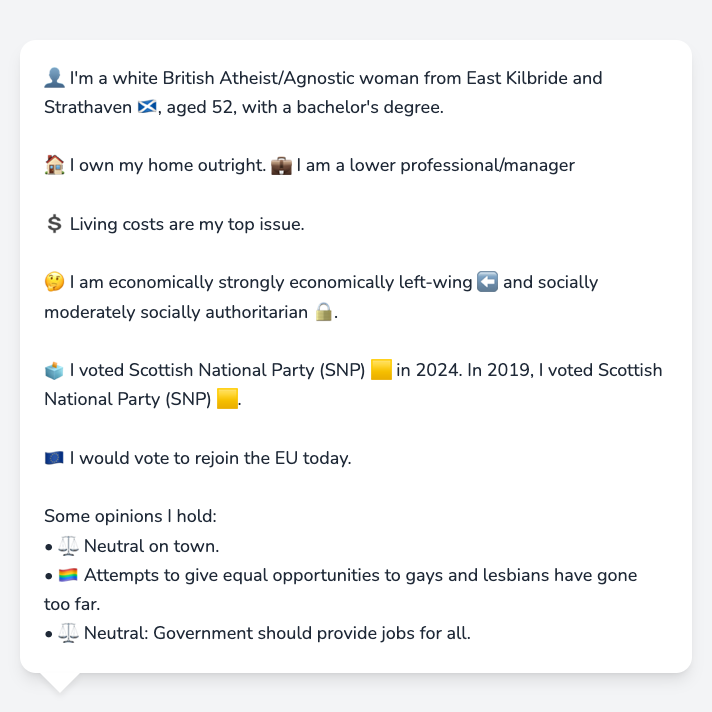 👤 I'm a white British Atheist/Agnostic woman from East Kilbride and
Strathaven 🏴󠁧󠁢󠁳󠁣󠁴󠁿, aged 52, with a bachelor's degree.
🏠 I own my home outright. 💼 I am a lower professional/manager
💲 Living costs are my top issue.
🤔 I am economically strongly economically left-wing ⬅️ and socially
moderately socially authoritarian 🔒.
🗳️ I voted Scottish National Party (SNP) 🟨 in 2024. In 2019, I voted Scottish
National Party (SNP) 🟨.
🇪🇺 I would vote to rejoin the EU today.
Some opinions I hold:
• ⚖️ Neutral on town.
• 🏳️‍🌈 Attempts to give equal opportunities to gays and lesbians have gone
too far.
• ⚖️ Neutral: Government should provide jobs for all.